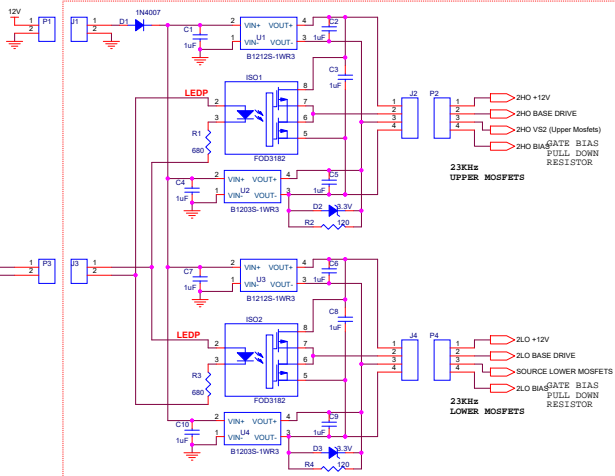 12V
P1
1
2
J1
1
2
D1
1N4007
C1
1uF
2
1
VIN+
VIN-
VOUT+
VOUT-
U1
4
3
B1212S-1WR3
C2
1uF
C3
1uF
LEDP
ISO1
2
3
8
7
6
5
FOD3182
R1
680
J2
1
2
3
4
P2
1
2
3
4
2HO +12V
2HO BASE DRIVE
2HO VS2 (Upper Mosfets)
2HO BIAS
GATE BIAS
PULL DOWN
RESISTOR
23KHz
UPPER MOSFETS
C4
1uF
2
1
VIN+
VIN-
VOUT+
VOUT-
U2
4
3
B1203S-1WR3
C5
1uF
D2
3.3V
R2
120
P3
1
2
J3
1
2
C7
1uF
2
1
VIN+
VIN-
VOUT+
VOUT-
U3
4
3
B1212S-1WR3
C6
1uF
C8
1uF
LEDP
ISO2
2
3
8
7
6
5
FOD3182
R3
680
J4
1
2
3
4
P4
1
2
3
4
2LO +12V
2LO BASE DRIVE
SOURCE LOWER MOSFETS
2LO BIAS
GATE BIAS
PULL DOWN
RESISTOR
23KHz
LOWER MOSFETS
C10
1uF
2
1
VIN+
VIN-
VOUT+
VOUT-
U4
4
3
B1203S-1WR3
C9
1uF
D3
3.3V
R4
120